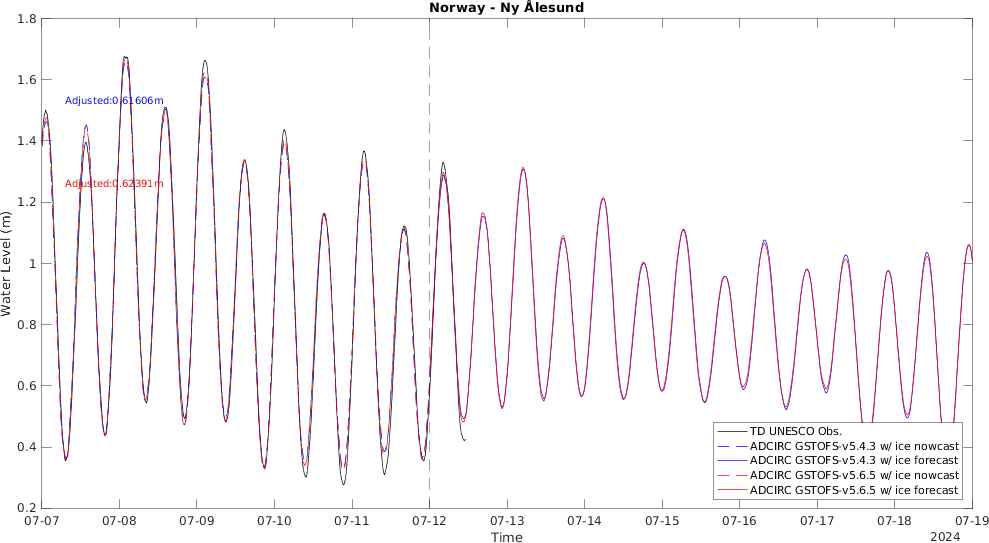 Norway - Ny Ålesund
1.8
1.6
1.4
1.2
1
0.8
0.6
0.4
0.2
Water Level (m)
Adjusted:0.61606m
Adjusted:0.62391m
TD UNESCO Obs.
ADCIRC GSTOFS-v5.4.3 w/ ice nowcast
ADCIRC GSTOFS-v5.4.3 w/ ice forecast
ADCIRC GSTOFS-v5.6.5 w/ ice nowcast
ADCIRC GSTOFS-v5.6.5 w/ ice forecast
07-07 07-08 07-09 07-10 07-11 07-12 07-13 07-14 07-15 07-16 07-17 07-18 07-19
Time
2024